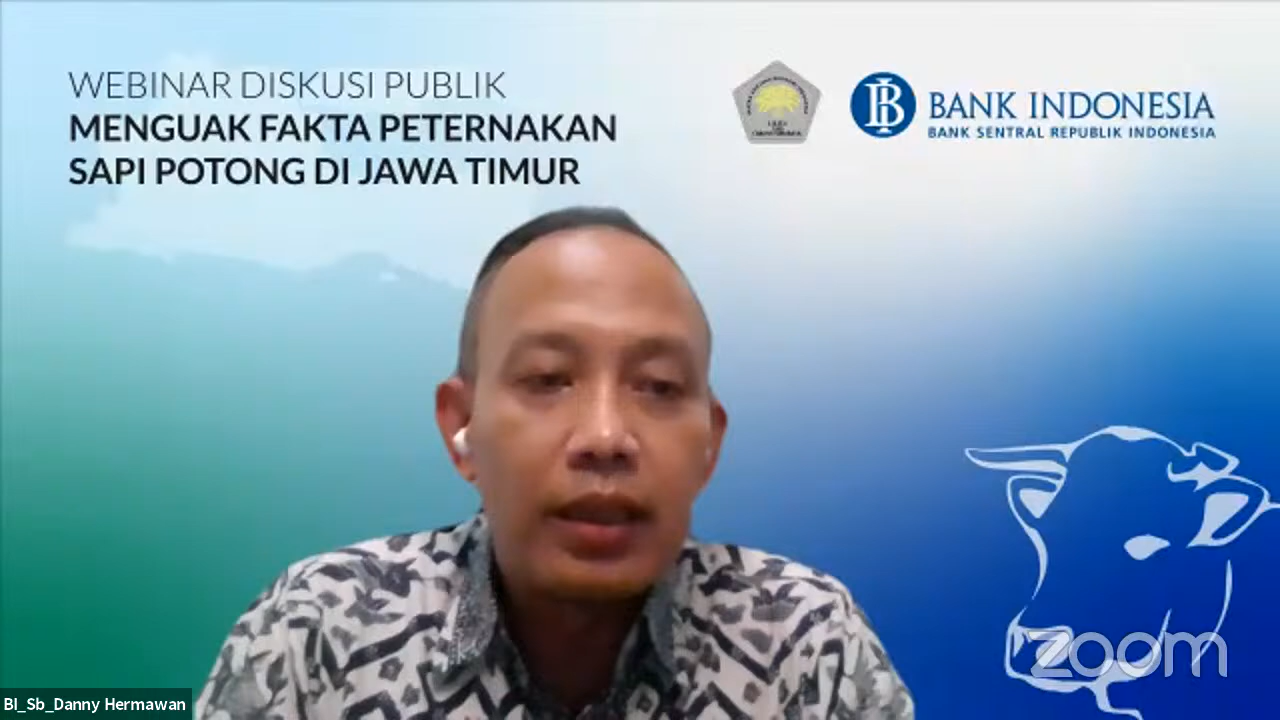 WEBINAR DISKUSI PUBLIK
MENGUAK FAKTA PETERNAKAN
SAPI POTONG DI JAWA TIMUR
BANK INDONESIA
BANK SENTRAL REPUBLIK INDONESIA
zoom
BI_Sb_Danny Hermawan